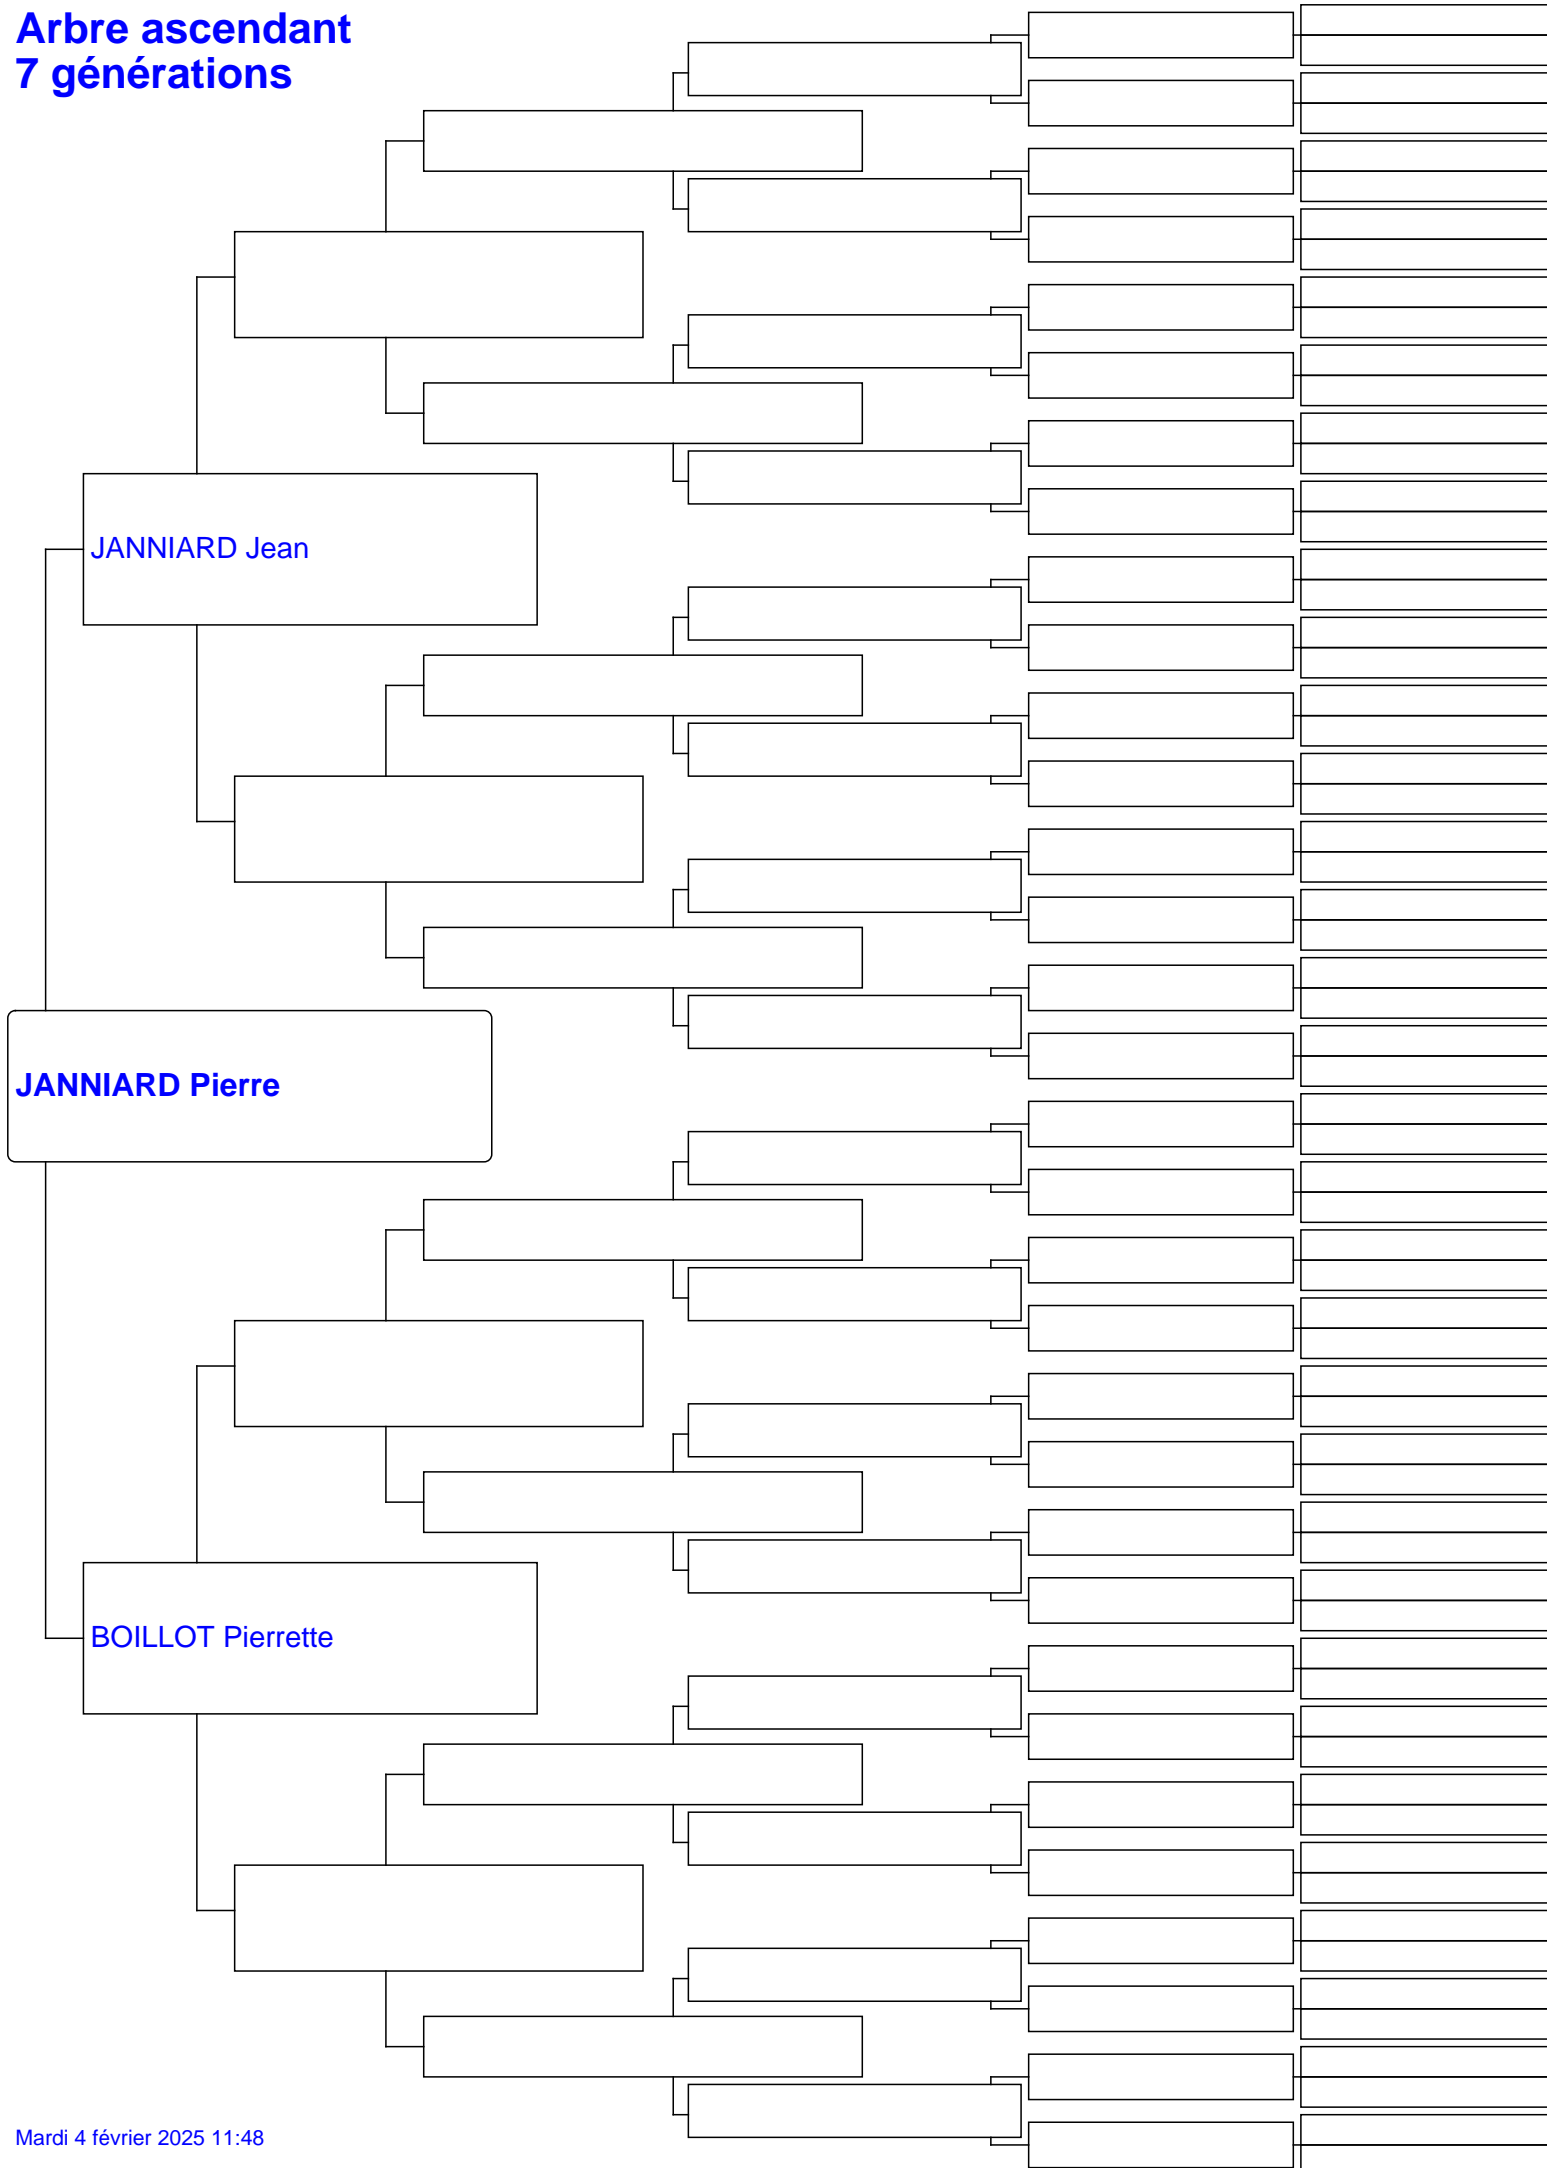 Arbre ascendant
7 générations
JANNIARD Jean
JANNIARD Pierre
BOILLOT Pierrette
Mardi 4 février 2025 11:48